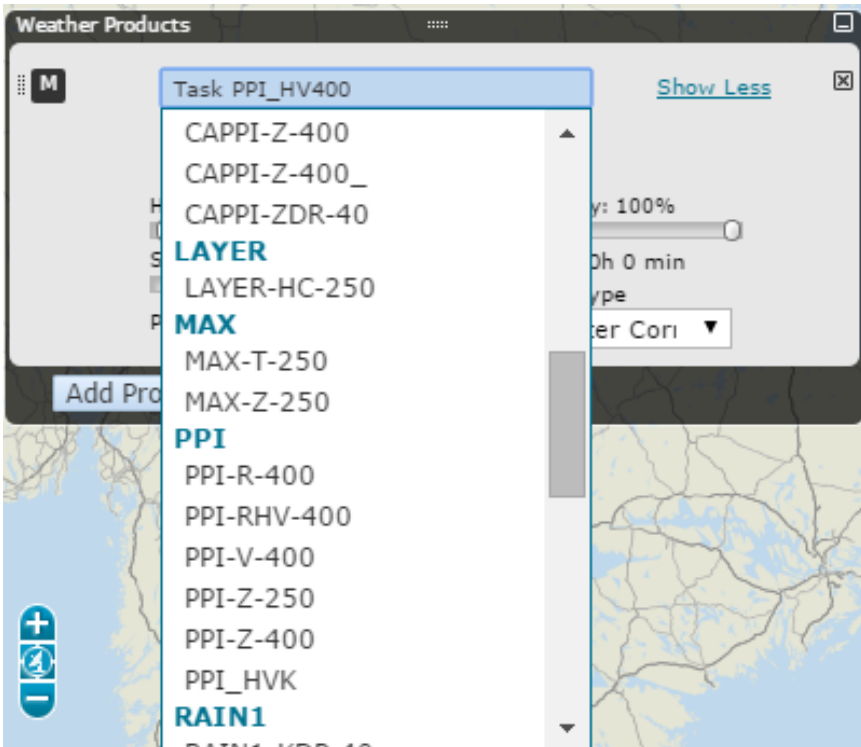 Weather Products
M
Task PPI_HV400
Show Less
CAPPI-Z-400
CAPPI-Z-400_
CAPPI-ZDR-40
y: 100%
LAYER
0h 0 min
LAYER-HC-250
ype
MAX
ter Cori
MAX-T-250
Add Pro
MAX-Z-250
PPI
PPI-R-400
PPI-RHV-400
PPI-V-400
PPI-Z-250
PPI-Z-400
PPI_HVK
RAIN1